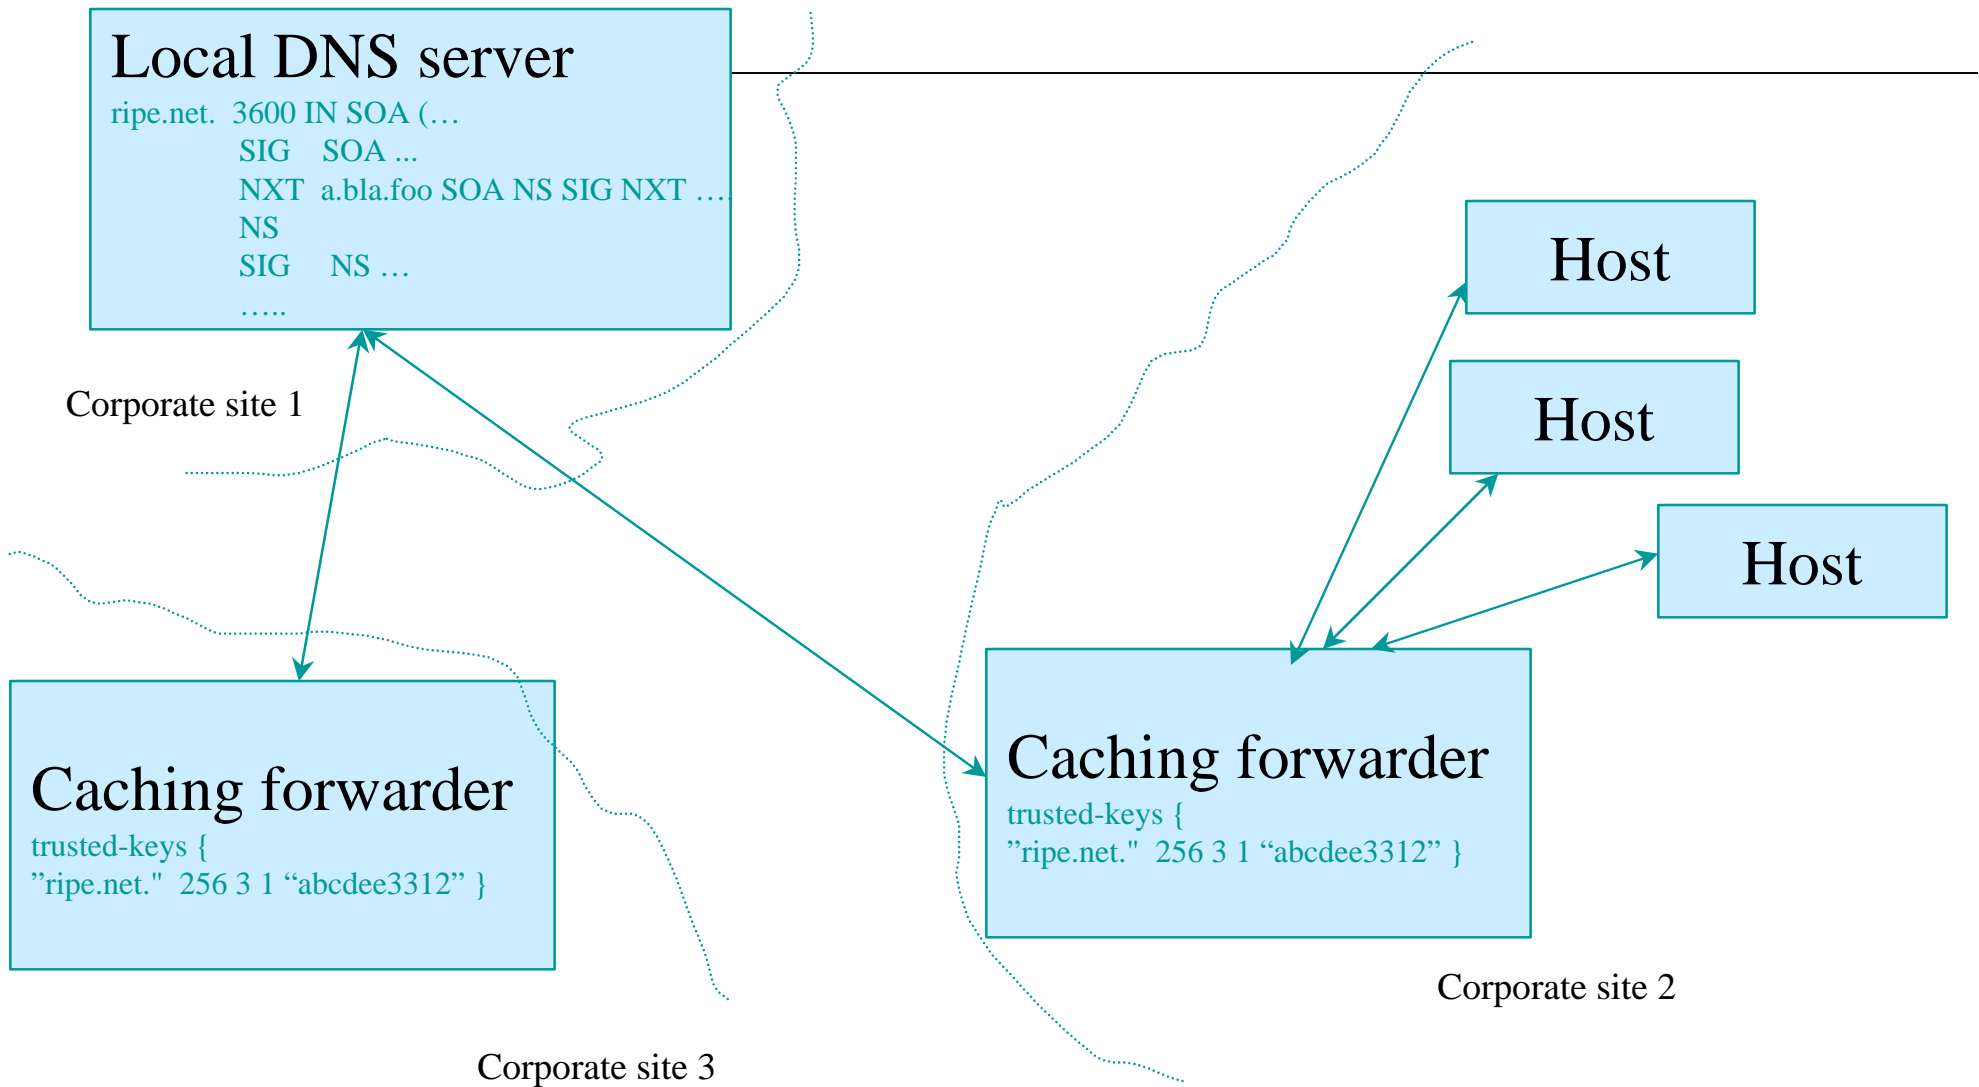 Local DNS server
ripe.net. 3600 IN SOA (…
SIG SOA ...
NXT a.bla.foo SOA NS SIG NXT ….
NS
SIG NS …
…..
Corporate site 1
Host
Host
Host
Caching forwarder
trusted-keys {
”ripe.net." 256 3 1 “abcdee3312” }
Corporate site 3
Caching forwarder
trusted-keys {
”ripe.net." 256 3 1 “abcdee3312” }
Corporate site 2